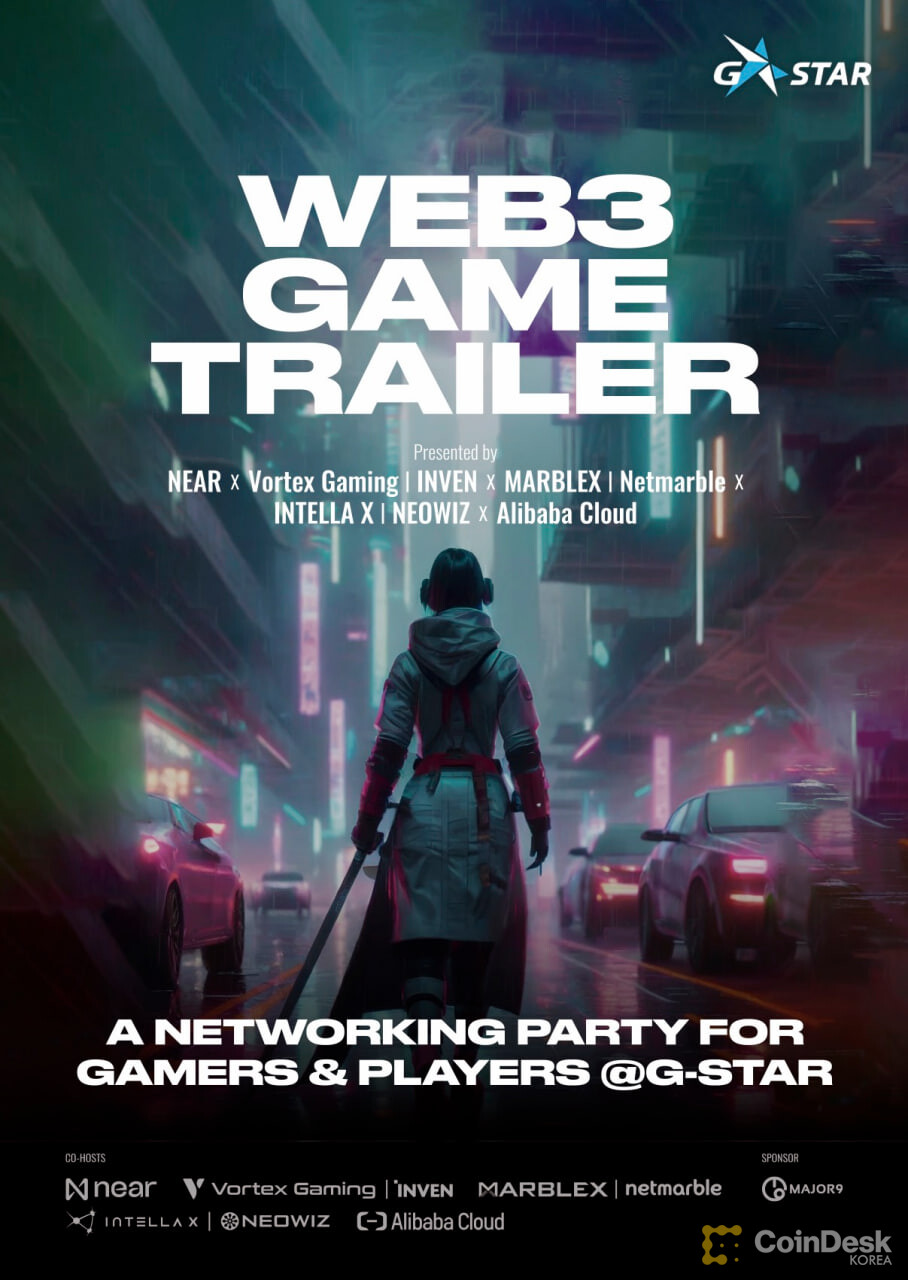 G STAR
WEB3
GAME
TRAILER
Presented by
NEAR x Vortex Gaming | INVEN x MARBLEX | Netmarble x
INTELLA X | NEOWIZ x Alibaba Cloud
A NETWORKING PARTY FOR
GAMERS & PLAYERS @G-STAR
CO-HOSTS
SPONSOR
near Vortex Gaming | INVEN MARBLEX | netmarble MAJOR9
INTELLA X | NEOWIZ Alibaba Cloud
CoinDesk
KOREA